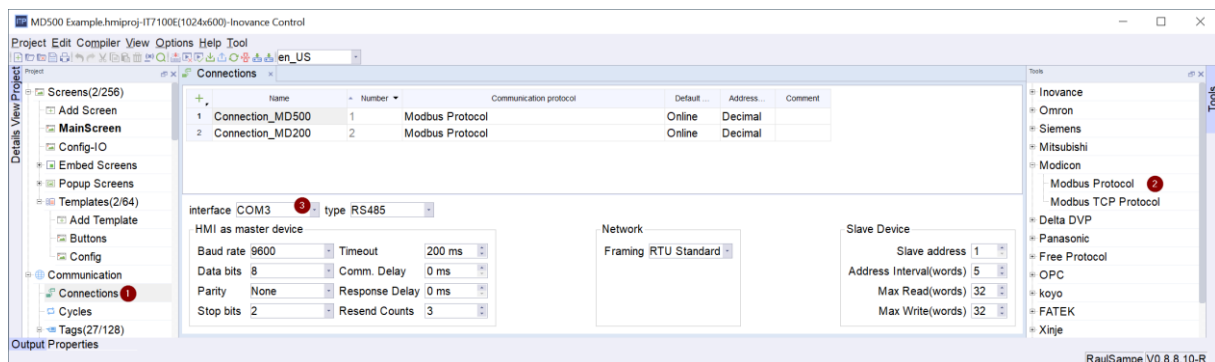 MD500 Example.hmiproj-IT7100E(1024x600)-Inovance Control
Project Edit Compiler View Options Help Tool
en_US
Details View Project
Project
Screens(2/256)
Add Screen
MainScreen
Config-IO
Embed Screens
Popup Screens
Templates(2/64)
Add Template
Buttons
Config
Communication
Connections 1
Cycles
Tags(27/128)
Connections
Name Number Communication protocol Default ... Address... Comment
1 Connection_MD500 1 Modbus Protocol Online Decimal
2 Connection_MD200 2 Modbus Protocol Online Decimal
interface COM3 3 type RS485
HMI as master device
Baud rate 9600 Timeout 200 ms
Data bits 8 Comm. Delay 0 ms
Parity None Response Delay 0 ms
Stop bits 2 Resend Counts 3
Network
Framing RTU Standard
Slave Device
Slave address 1
Address Interval(words) 5
Max Read(words) 32
Max Write(words) 32
Tools
Inovance
Omron
Siemens
Mitsubishi
Modicon
Modbus Protocol 2
Modbus TCP Protocol
Delta DVP
Panasonic
Free Protocol
OPC
koyo
FATEK
Xinje
Tools
Output Properties
RaulSampe V0.8.8.10-R